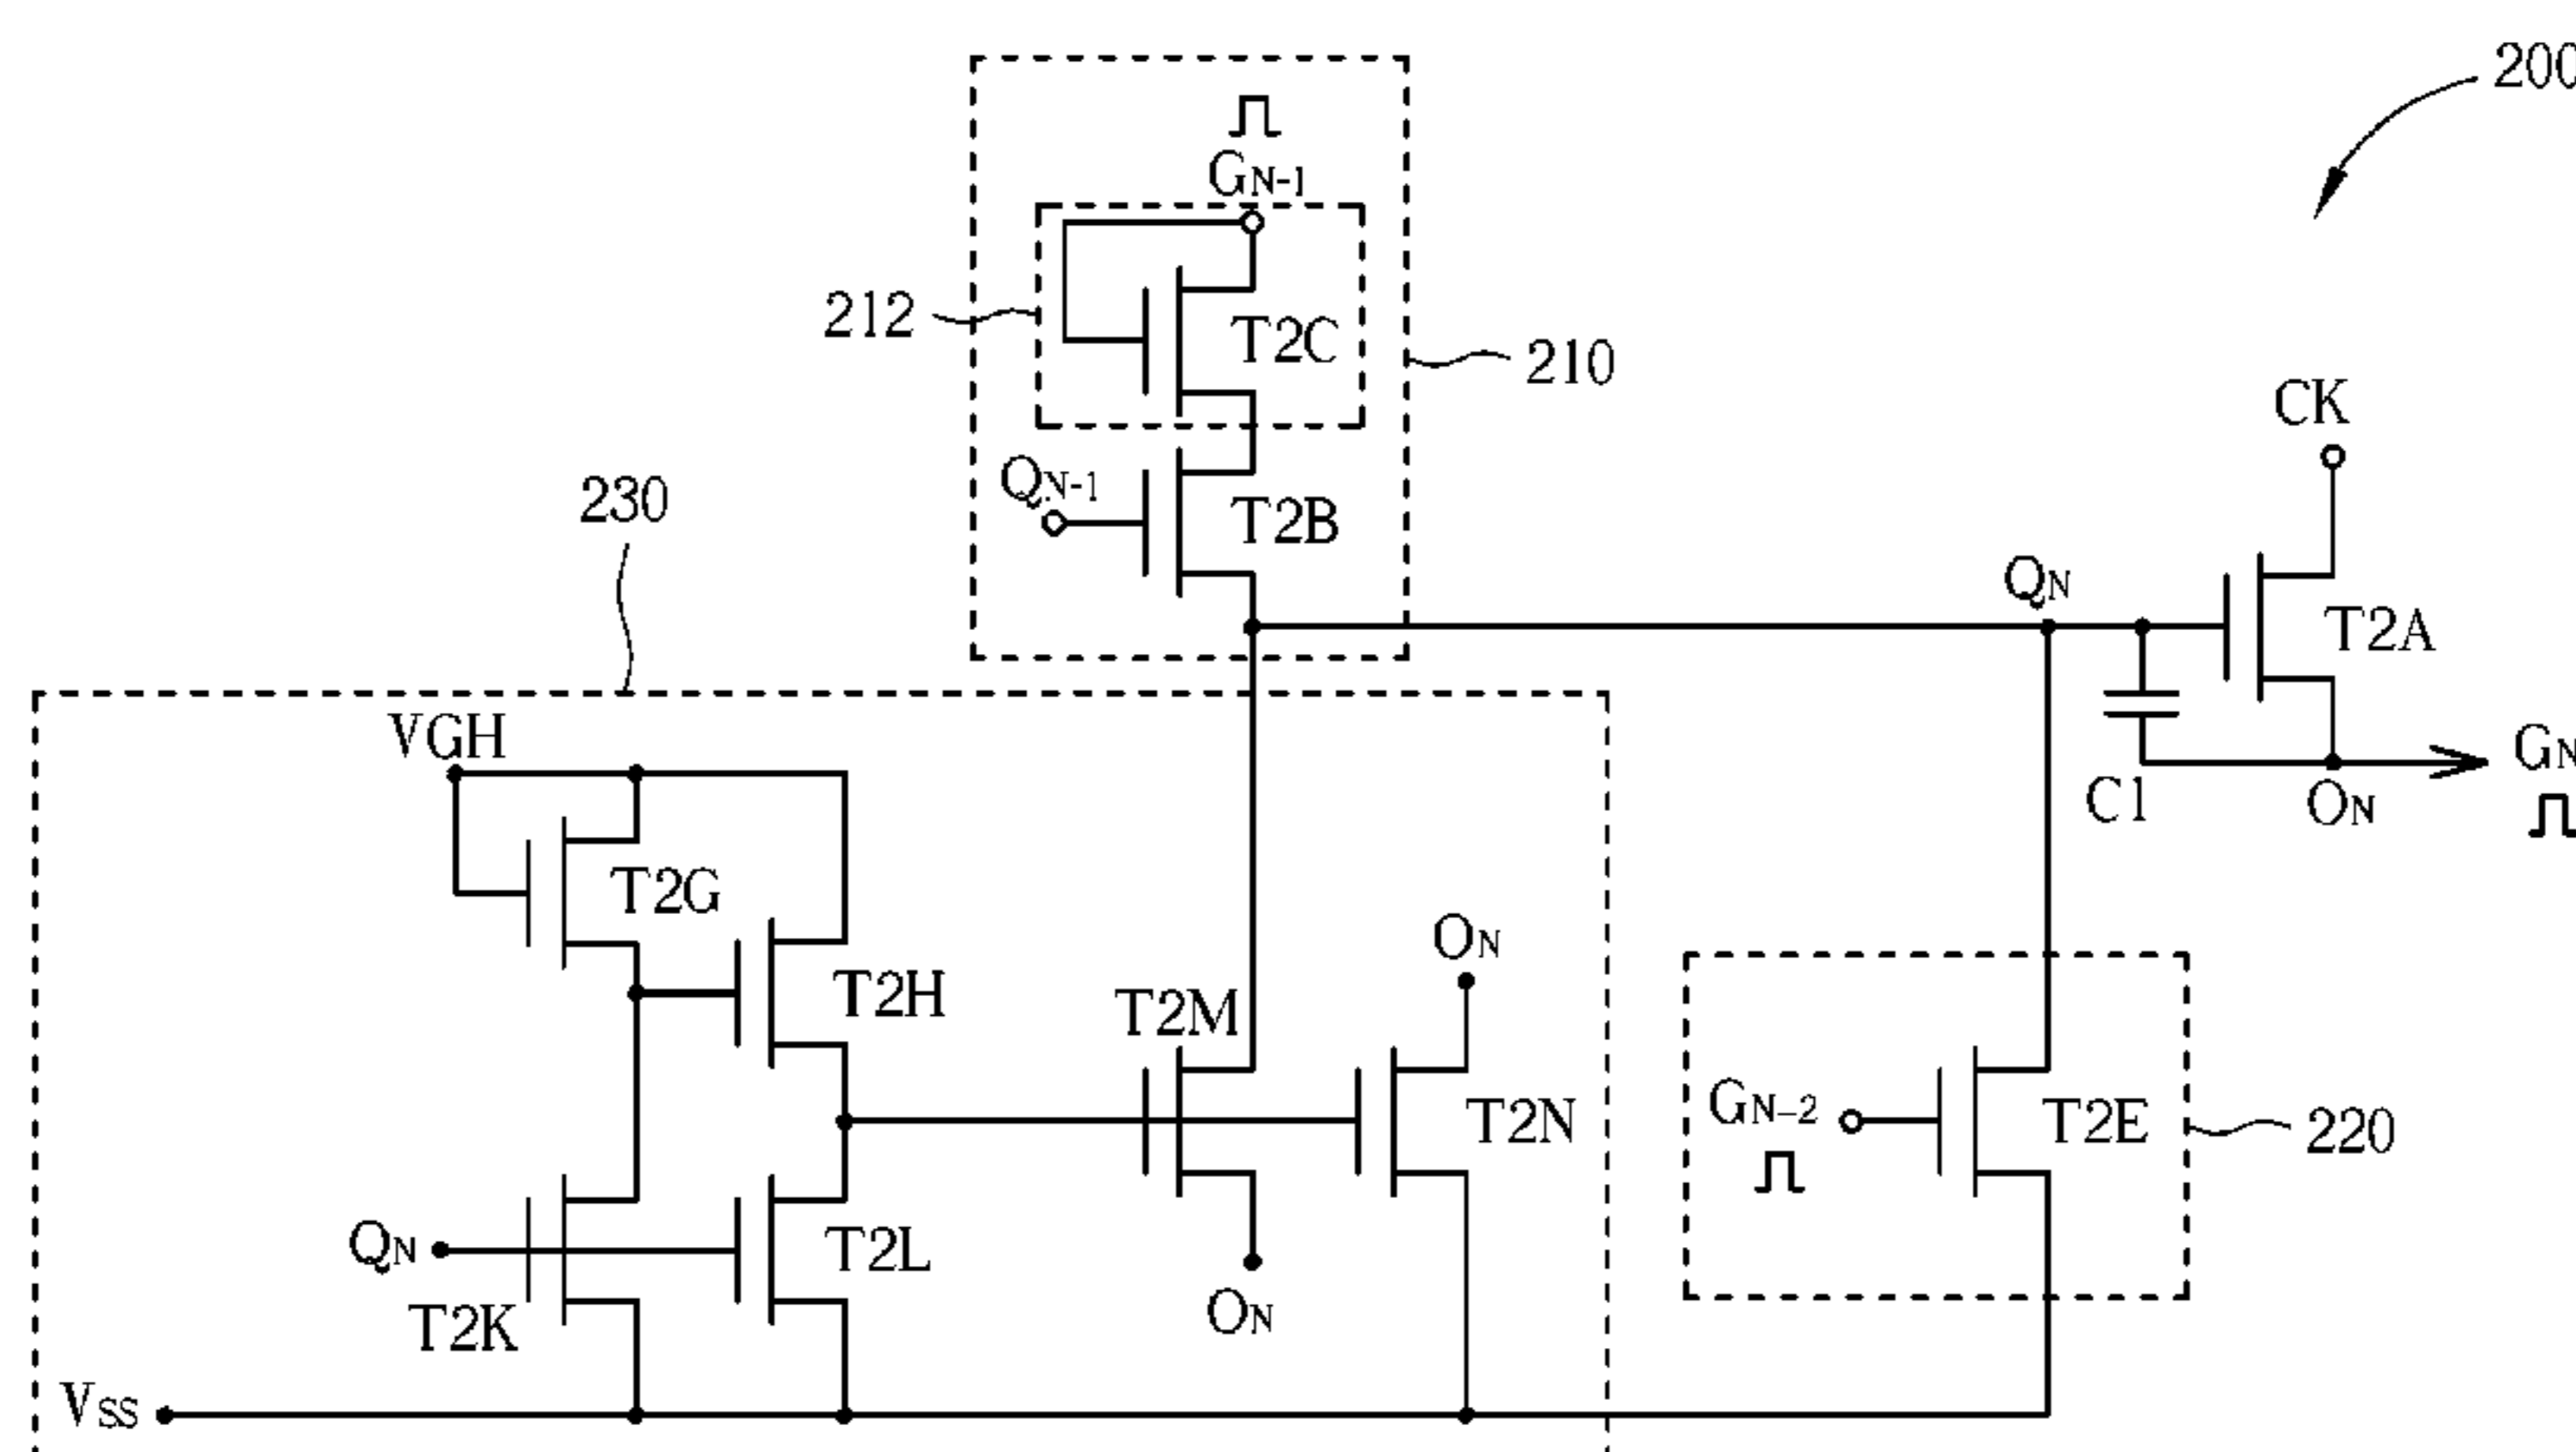 200
GN-1
212
T2C
210
CK
QN-1
T2B
230
QN
T2A
VGH
GN
C1
ON
T2G
ON
T2H
T2M
GN-2
T2N
T2E
220
QN
T2L
T2K
ON
VSS